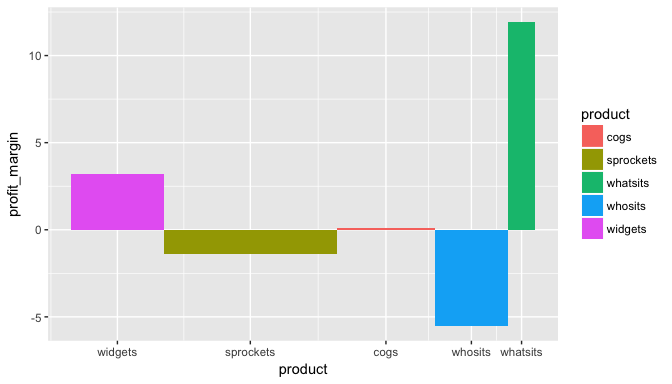 10
5
0
-5
profit_margin
widgets sprockets cogs whosits whatsits
product
product
cogs
sprockets
whatsits
whosits
widgets